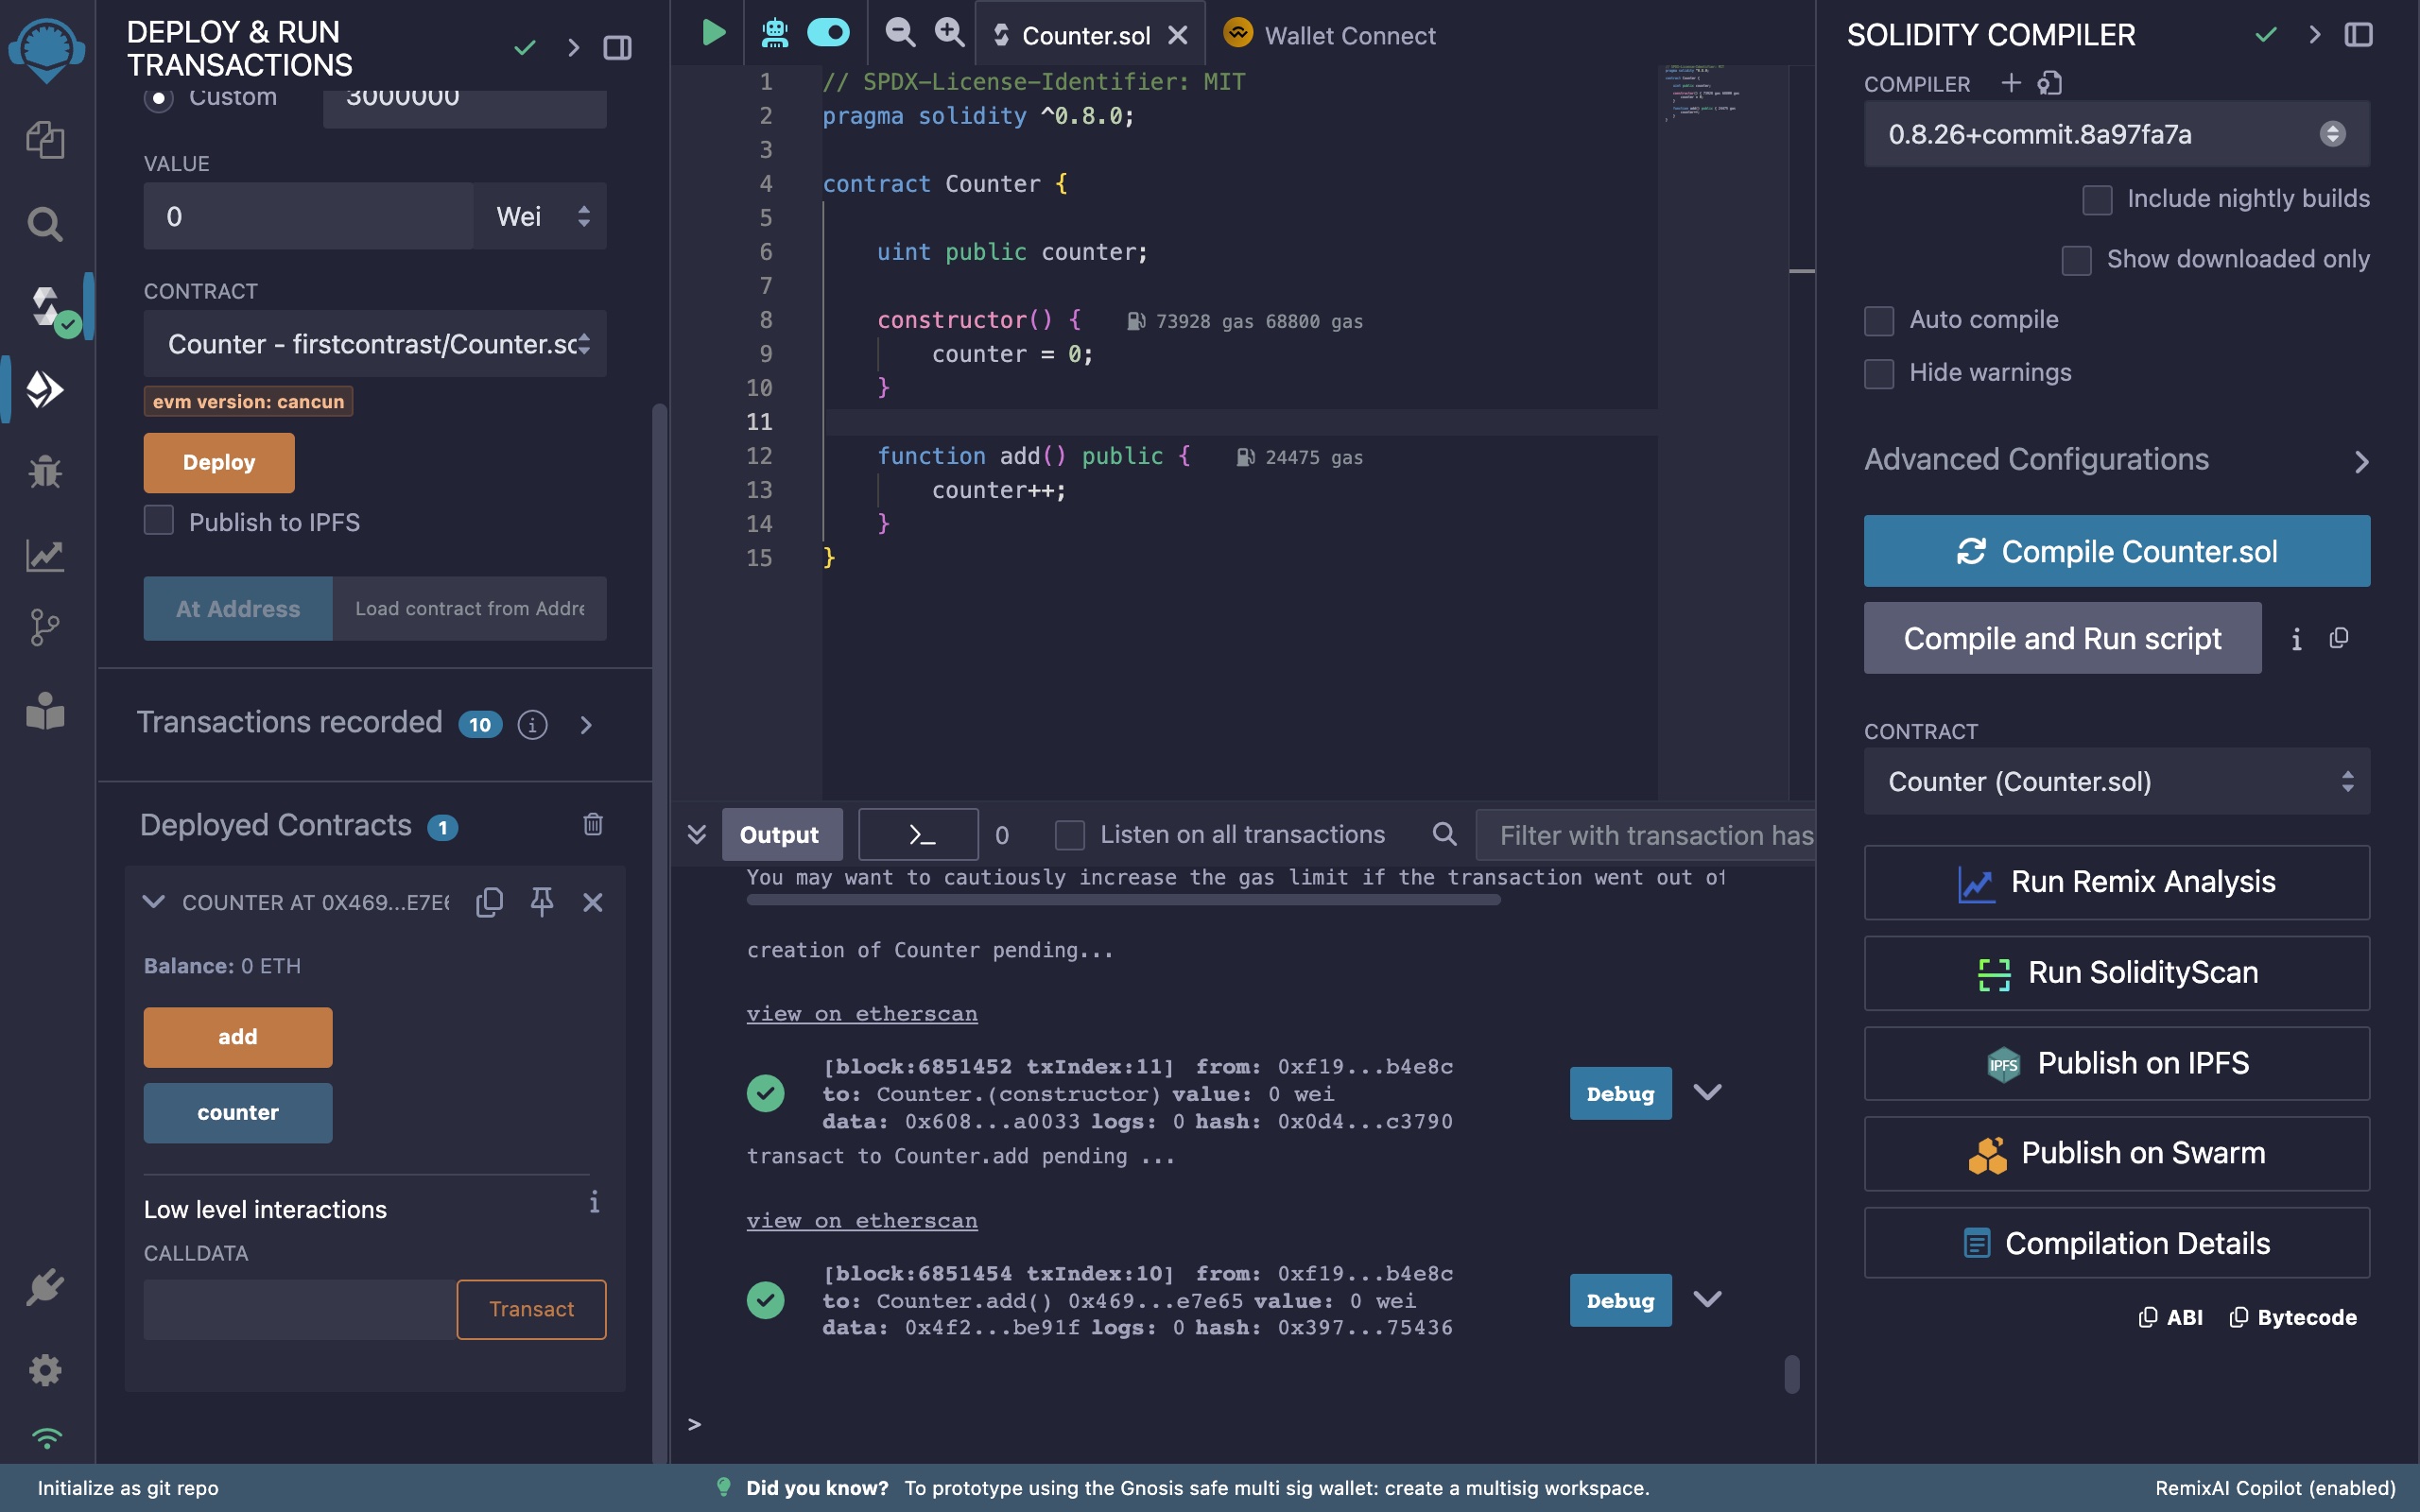 DEPLOY & RUN
TRANSACTIONS
Custom
3000000
VALUE
0
Wei
CONTRACT
Counter - firstcontrast/Counter.sc
evm version: cancun
Deploy
Publish to IPFS
At Address
Load contract from Addre
Transactions recorded 10
Deployed Contracts 1
COUNTER AT 0X469...E7E6
Balance: 0 ETH
add
counter
Low level interactions
CALLDATA
Transact
Initialize as git repo
Counter.sol
Wallet Connect
1 // SPDX-License-Identifier: MIT
2 pragma solidity ^0.8.0;
3
4 contract Counter {
5
6 uint public counter;
7
8 constructor() { 73928 gas 68800 gas
9 counter = 0;
10 }
11
12 function add() public { 24475 gas
13 counter++;
14 }
15 }
Output
>_
0
Listen on all transactions
Filter with transaction has
You may want to cautiously increase the gas limit if the transaction went out of
creation of Counter pending...
view on etherscan
[block:6851452 txIndex:11] from: 0xf19...b4e8c
to: Counter.(constructor) value: 0 wei
data: 0x608...a0033 logs: 0 hash: 0x0d4...c3790
Debug
transact to Counter.add pending ...
view on etherscan
[block:6851454 txIndex:10] from: 0xf19...b4e8c
to: Counter.add() 0x469...e7e65 value: 0 wei
data: 0x4f2...be91f logs: 0 hash: 0x397...75436
Debug
>
Did you know? To prototype using the Gnosis safe multi sig wallet: create a multisig workspace.
SOLIDITY COMPILER
COMPILER
0.8.26+commit.8a97fa7a
Include nightly builds
Show downloaded only
Auto compile
Hide warnings
Advanced Configurations
Compile Counter.sol
Compile and Run script
CONTRACT
Counter (Counter.sol)
Run Remix Analysis
Run SolidityScan
IPFS
Publish on IPFS
Publish on Swarm
Compilation Details
ABI
Bytecode
RemixAI Copilot (enabled)